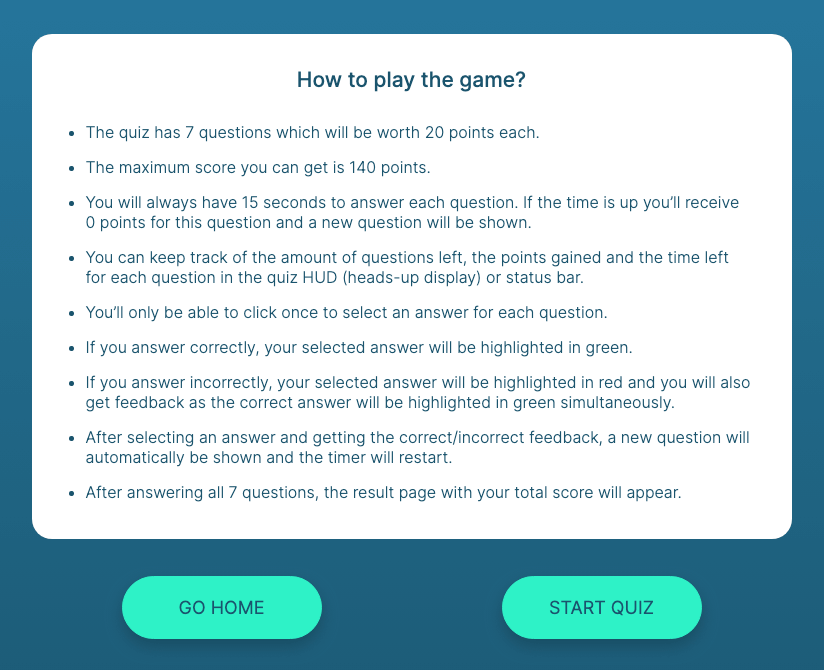 How to play the game?
• The quiz has 7 questions which will be worth 20 points each.
• The maximum score you can get is 140 points.
• You will always have 15 seconds to answer each question. If the time is up you’ll receive
0 points for this question and a new question will be shown.
• You can keep track of the amount of questions left, the points gained and the time left
for each question in the quiz HUD (heads-up display) or status bar.
• You’ll only be able to click once to select an answer for each question.
• If you answer correctly, your selected answer will be highlighted in green.
• If you answer incorrectly, your selected answer will be highlighted in red and you will also
get feedback as the correct answer will be highlighted in green simultaneously.
• After selecting an answer and getting the correct/incorrect feedback, a new question will
automatically be shown and the timer will restart.
• After answering all 7 questions, the result page with your total score will appear.
GO HOME
START QUIZ